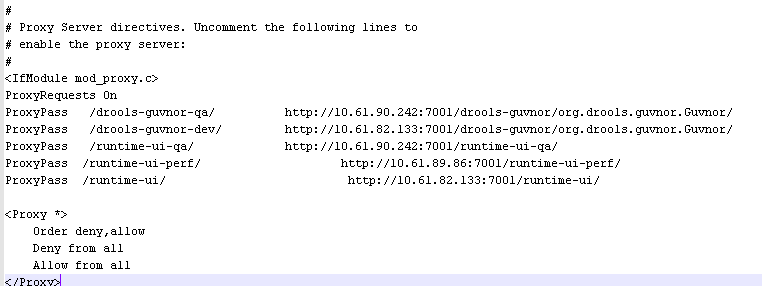 #
# Proxy Server directives. Uncomment the following lines to
# enable the proxy server:
#
<IfModule mod_proxy.c>
ProxyRequests On
ProxyPass   /drools-guvnor-qa/          http://10.61.90.242:7001/drools-guvnor/org.drools.guvnor.Guvnor/
ProxyPass   /drools-guvnor-dev/         http://10.61.82.133:7001/drools-guvnor/org.drools.guvnor.Guvnor/
ProxyPass   /runtime-ui-qa/             http://10.61.90.242:7001/runtime-ui-qa/
ProxyPass  /runtime-ui-perf/                    http://10.61.89.86:7001/runtime-ui-perf/
ProxyPass  /runtime-ui/                          http://10.61.82.133:7001/runtime-ui/

<Proxy *>
    Order deny,allow
    Deny from all
    Allow from all
</Proxy>